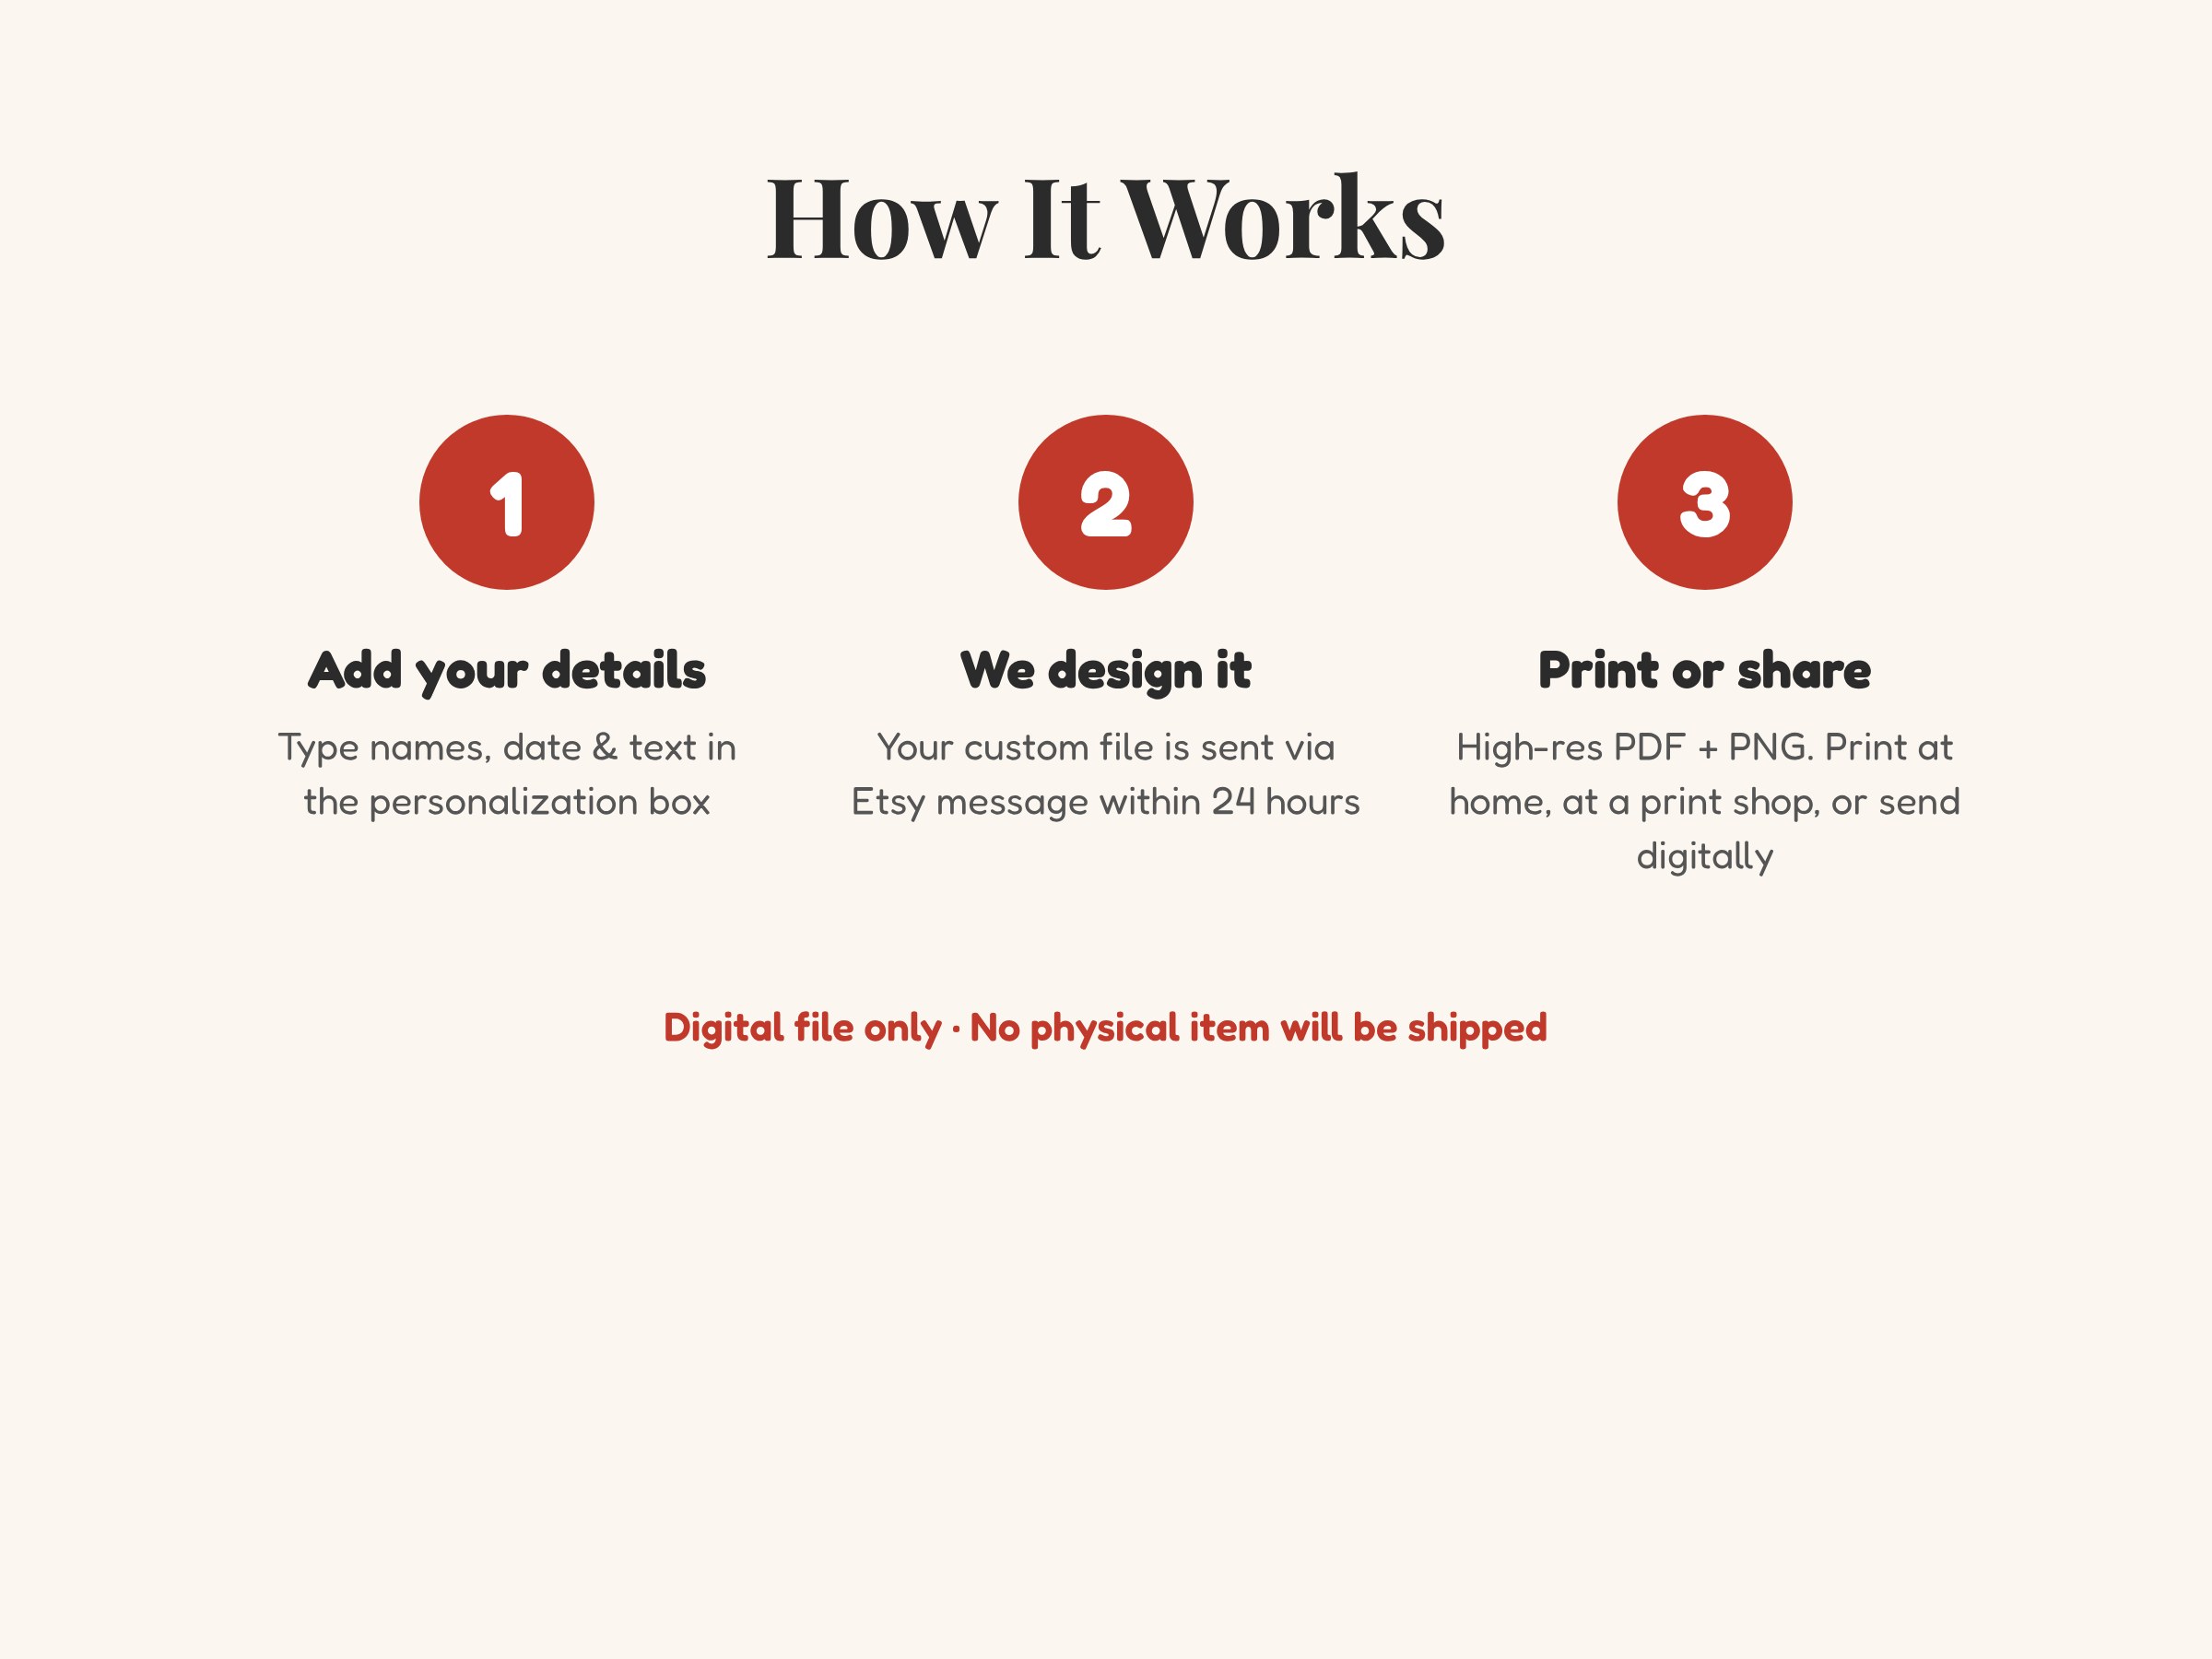 How It Works
1
Add your details
Type names, date & text in
the personalization box
2
We design it
Your custom file is sent via
Etsy message within 24 hours
3
Print or share
High-res PDF + PNG. Print at
home, at a print shop, or send
digitally
Digital file only · No physical item will be shipped